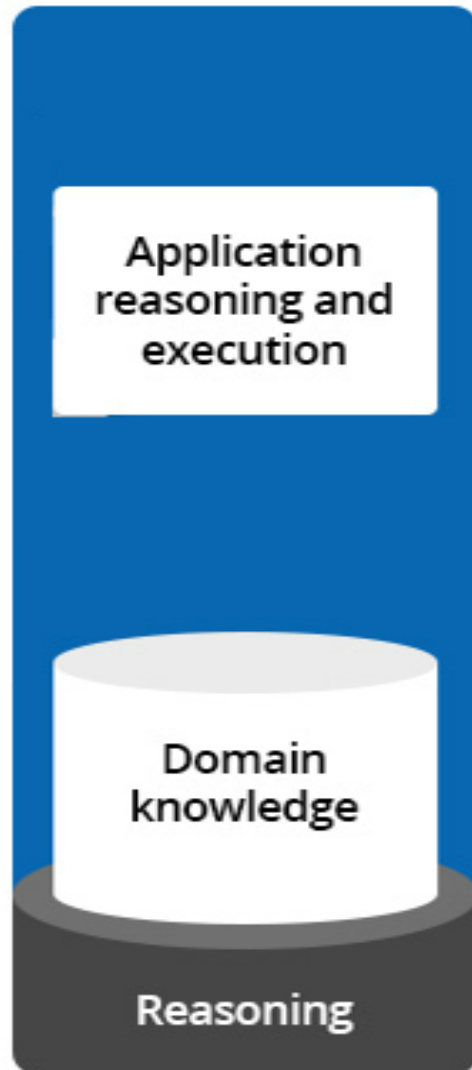 Application
reasoning and
execution
Domain
knowledge
Reasoning